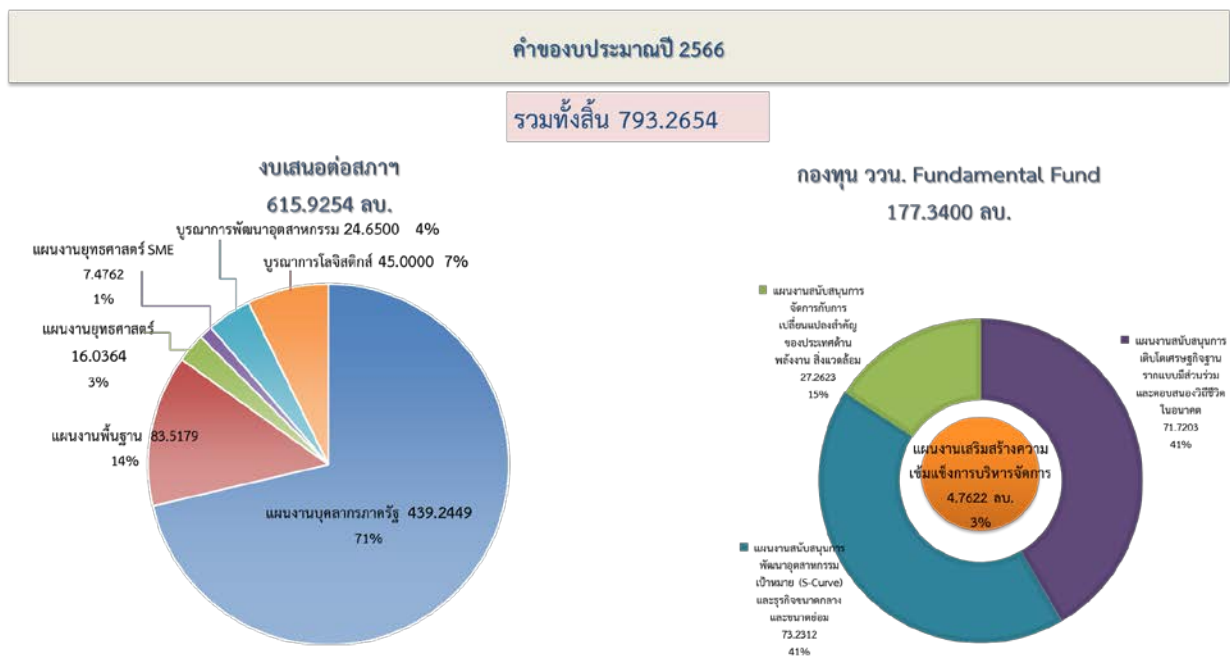 คำของบประมาณปี 2566
รวมทั้งสิ้น 793.2654
งบเสนอต่อสภาฯ
615.9254 ลบ.
บูรณาการพัฒนาอุตสาหกรรม 24.6500 4%
แผนงานยุทธศาสตร์ SME
7.4762
1%
บูรณาการโลจิสติกส์ 45.0000 7%
แผนงานยุทธศาสตร์
16.0364
3%
แผนงานพื้นฐาน 83.5179
14%
แผนงานบุคลากรภาครัฐ 439.2449
71%
กองทุน ววน. Fundamental Fund
177.3400 ลบ.
แผนงานสนับสนุนการ
จัดการกับการ
เปลี่ยนแปลงสำคัญ
ของประเทศด้าน
พลังงาน สิ่งแวดล้อม
27.2623
15%
แผนงานสนับสนุนการ
เติบโตเศรษฐกิจฐาน
รากแบบมีส่วนร่วม
และตอบสนองวิถีชีวิต
ในอนาคต
71.7203
41%
แผนงานเสริมสร้างความ
เข้มแข็งการบริหารจัดการ
4.7622 ลบ.
3%
แผนงานสนับสนุนการ
พัฒนาอุตสาหกรรม
เป้าหมาย (S-Curve)
และธุรกิจขนาดกลาง
และขนาดย่อม
73.2312
41%